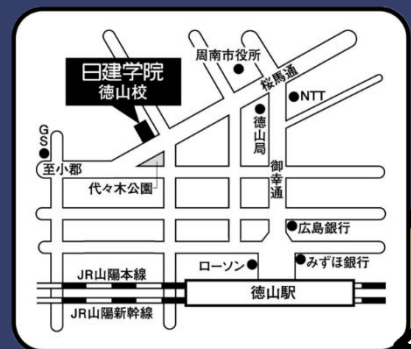 周南市役所
桜馬通
日建学院
徳山校
NTT
徳山局
GS
至小郡
御幸通
代々木公園
広島銀行
ローソン
みずほ銀行
JR山陽本線
徳山駅
JR山陽新幹線